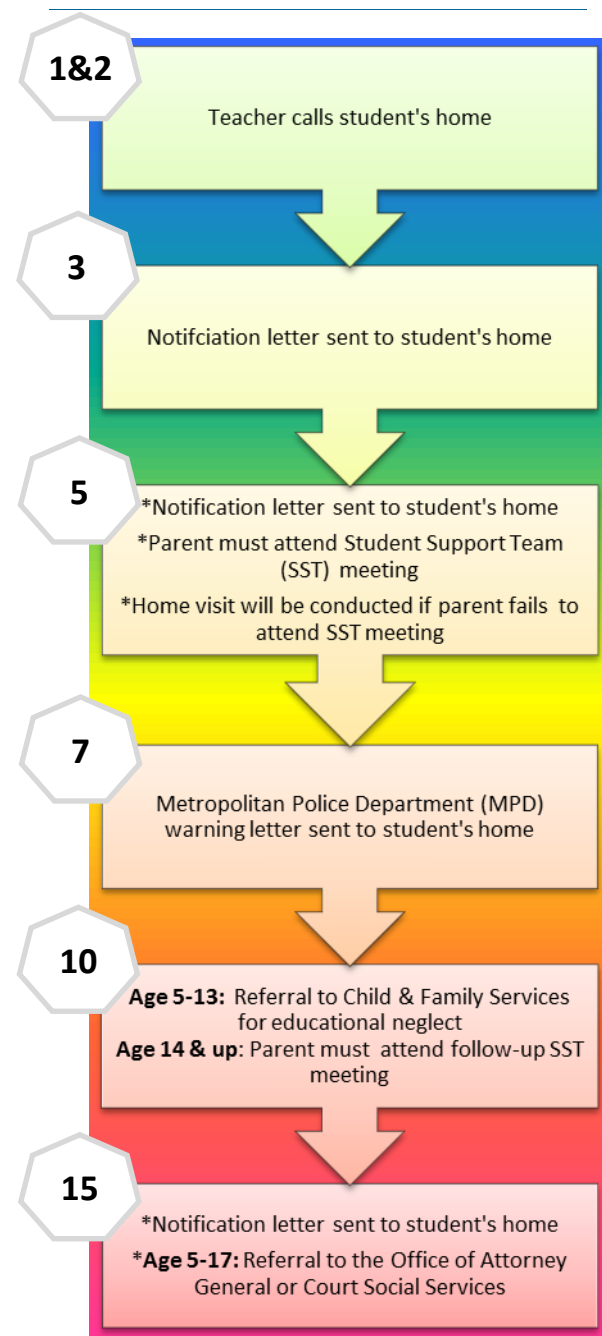 1&2
Teacher calls student's home
3
Notifciation letter sent to student's home
5
*Notification letter sent to student's home
*Parent must attend Student Support Team
(SST) meeting
*Home visit will be conducted if parent fails to
attend SST meeting
7
Metropolitan Police Department (MPD)
warning letter sent to student's home
10
Age 5-13: Referral to Child & Family Services
for educational neglect
Age 14 & up: Parent must attend follow-up SST
meeting
15
*Notification letter sent to student's home
*Age 5-17: Referral to the Office of Attorney
General or Court Social Services